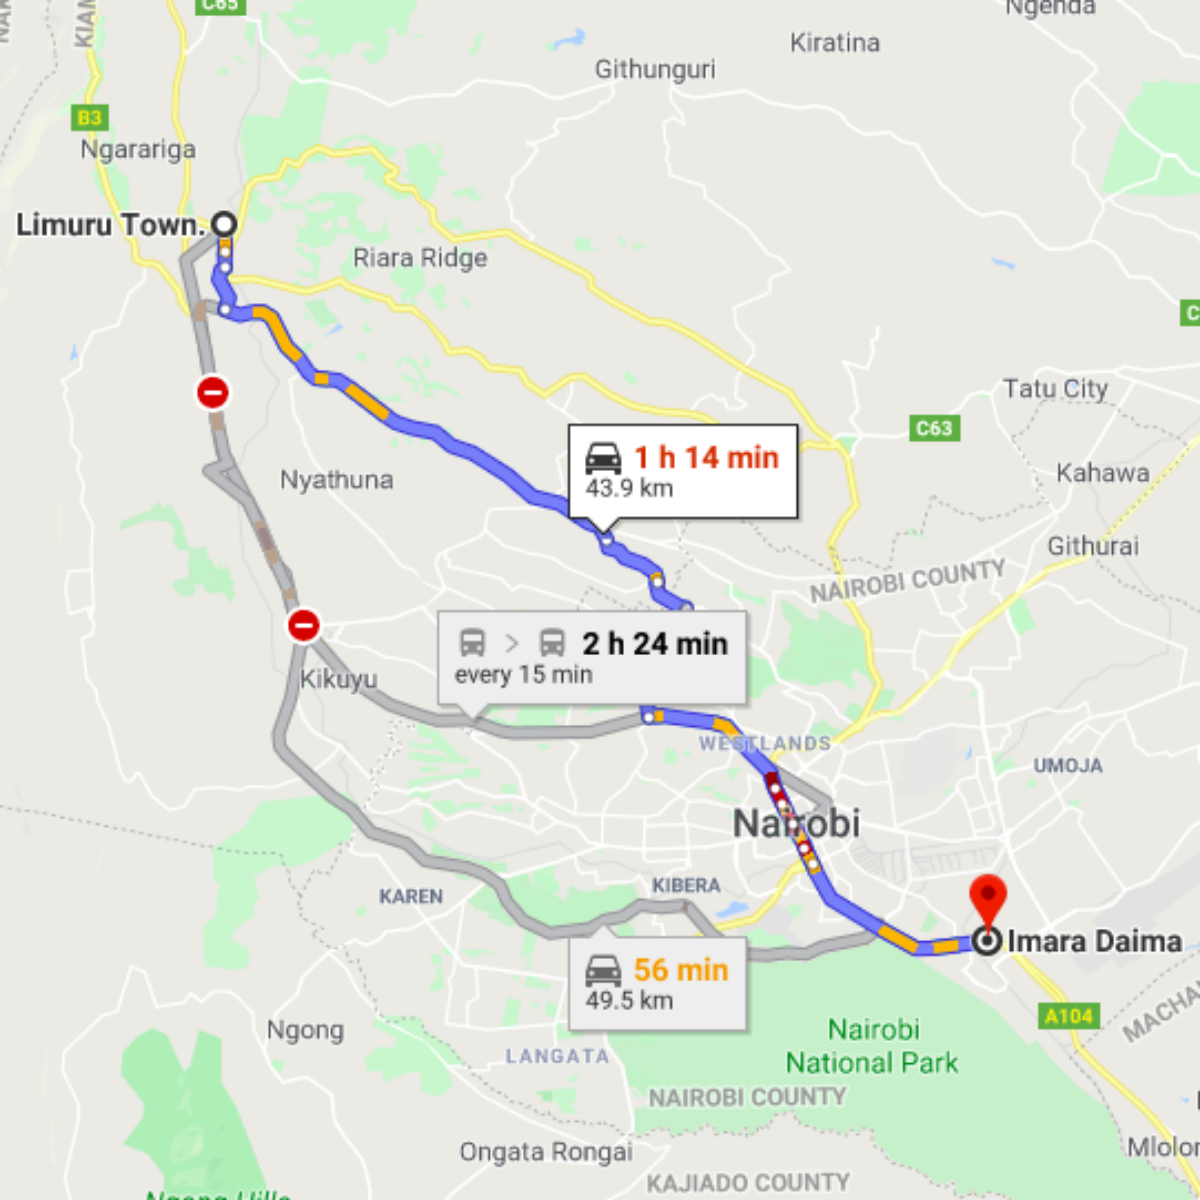 C65
Ngenda
KIAM
Kiratina
Githunguri
B3
Ngarariga
Limuru Town.
Riara Ridge
C
Tatu City
C63
1 h 14 min
43.9 km
Kahawa
Nyathuna
Githurai
NAIROBI COUNTY
2 h 24 min
every 15 min
Kikuyu
WESTLANDS
UMOJA
Nairobi
KIBERA
KAREN
Imara Daima
56 min
49.5 km
A104
MACHA
Ngong
Nairobi
National Park
LANGATA
NAIROBI COUNTY
Ongata Rongai
Mlolon
KAJIADO COUNTY
Ngong Hills